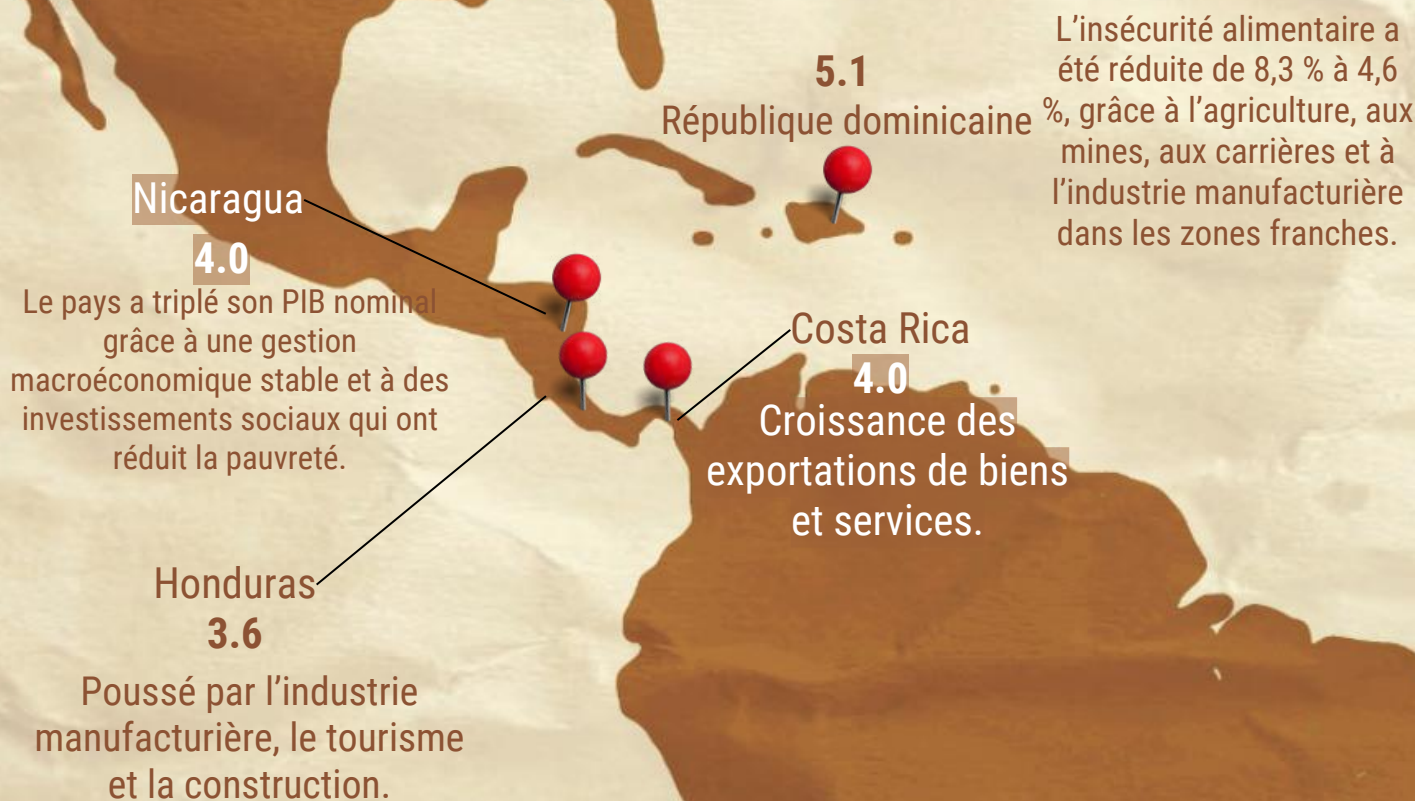 5.1
République dominicaine
L’insécurité alimentaire a
été réduite de 8,3 % à 4,6
%, grâce à l’agriculture, aux
mines, aux carrières et à
l’industrie manufacturière
dans les zones franches.
Nicaragua
4.0
Le pays a triplé son PIB nominal
grâce à une gestion
macroéconomique stable et à des
investissements sociaux qui ont
réduit la pauvreté.
Costa Rica
4.0
Croissance des
exportations de biens
et services.
Honduras
3.6
Poussé par l’industrie
manufacturière, le tourisme
et la construction.